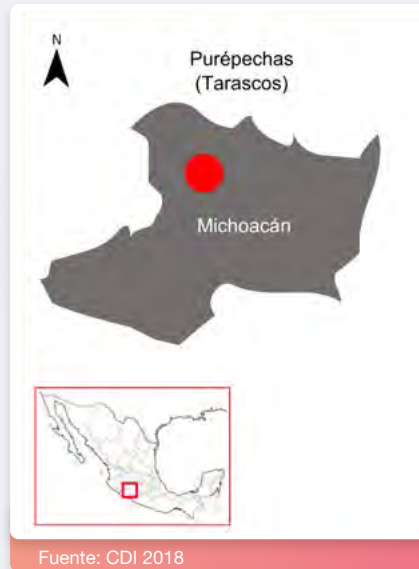 N
Purépechas
(Tarascos)
Michoacán
Fuente: CDI 2018